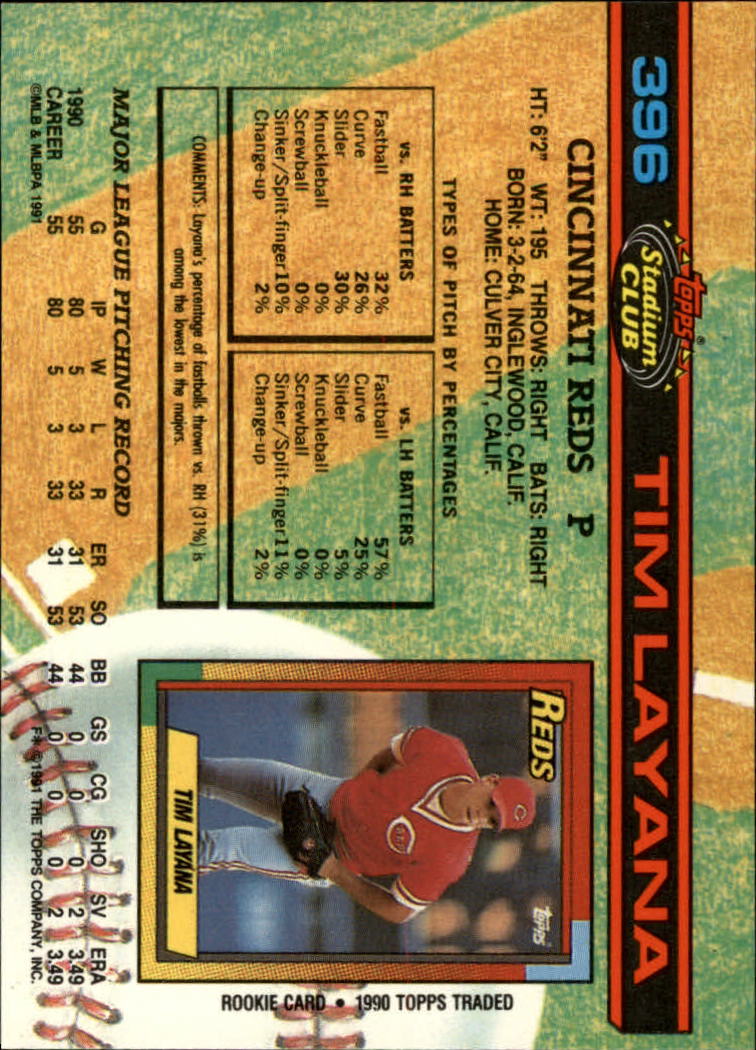 396
topps®
Stadium
CLUB
TIM LAYANA
CINCINNATI REDS P
HT: 6'2" WT: 195 THROWS: RIGHT BATS: RIGHT
BORN: 3-2-64, INGLEWOOD, CALIF.
HOME: CULVER CITY, CALIF.
TYPES OF PITCH BY PERCENTAGES
vs. RH BATTERS
Fastball 32%
Curve 26%
Slider 30%
Knuckleball 0%
Screwball 0%
Sinker/Split-finger 10%
Change-up 2%
vs. LH BATTERS
Fastball 57%
Curve 25%
Slider 5%
Knuckleball 0%
Screwball 0%
Sinker/Split-finger 11%
Change-up 2%
COMMENTS: Layana's percentage of fastballs thrown vs. RH (31%) is
among the lowest in the majors.
REDS
topps
TIM LAYANA
ROOKIE CARD • 1990 TOPPS TRADED
MAJOR LEAGUE PITCHING RECORD
G IP W L R ER SO BB GS CG SHO SV ERA
1990 55 80 5 3 33 31 53 44 0 0 0 2 3.49
CAREER 55 80 5 3 33 31 53 44 0 0 0 2 3.49
©MLB & MLBPA 1991
F* ©1991 THE TOPPS COMPANY, INC.